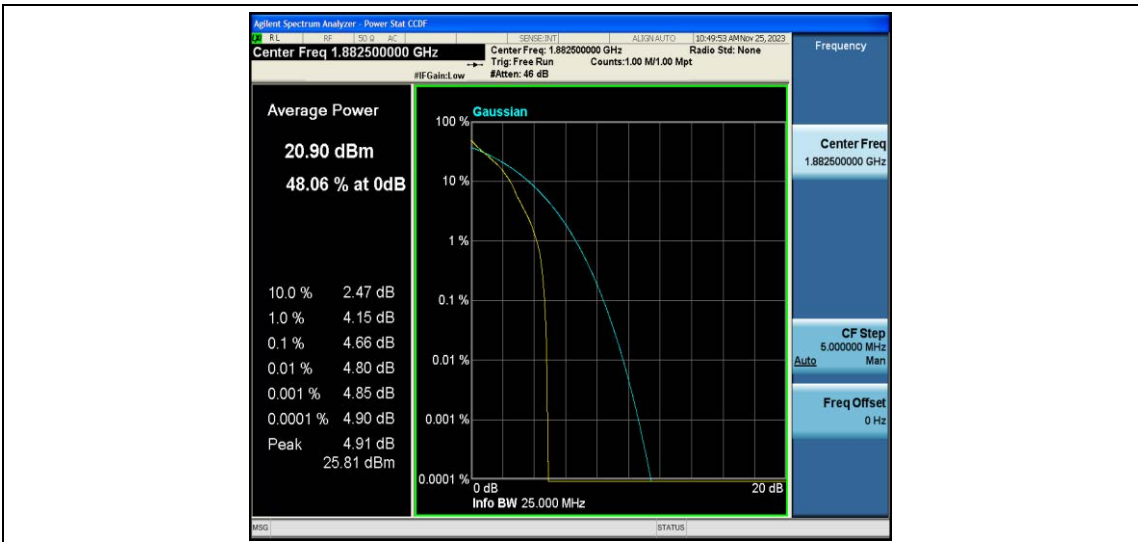 Agilent Spectrum Analyzer - Power Stat CCDF
RL RF 50 Ω AC SENSE:INT ALIGN AUTO 10:49:53 AM Nov 25, 2023
Center Freq 1.882500000 GHz
Center Freq: 1.882500000 GHz Radio Std: None
Trig: Free Run Counts:1.00 M/1.00 Mpt
#IFGain:Low #Atten: 46 dB
Frequency
Average Power
20.90 dBm
48.06 % at 0dB
10.0 % 2.47 dB
1.0 % 4.15 dB
0.1 % 4.66 dB
0.01 % 4.80 dB
0.001 % 4.85 dB
0.0001 % 4.90 dB
Peak 4.91 dB
25.81 dBm
Gaussian
100 %
10 %
1 %
0.1 %
0.01 %
0.001 %
0.0001 %
0 dB 20 dB
Info BW 25.000 MHz
Center Freq
1.882500000 GHz
CF Step
5.000000 MHz
Auto Man
Freq Offset
0 Hz
MSG STATUS